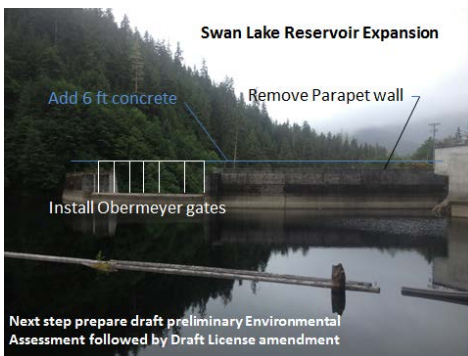 Swan Lake Reservoir Expansion
Add 6 ft concrete
Remove Parapet wall
Install Obermeyer gates
Next step prepare draft preliminary Environmental
Assessment followed by Draft License amendment